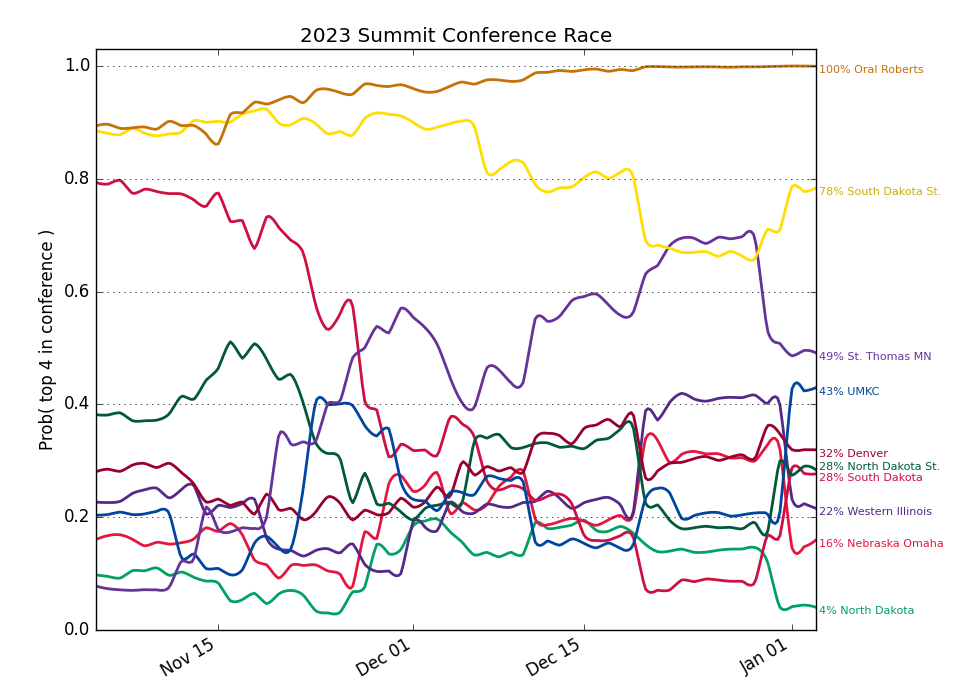 2023 Summit Conference Race
Prob( top 4 in conference )
1.0
0.8
0.6
0.4
0.2
0.0
Nov 15
Dec 01
Dec 15
Jan 01
100% Oral Roberts
78% South Dakota St.
49% St. Thomas MN
43% UMKC
32% Denver
28% North Dakota St.
28% South Dakota
22% Western Illinois
16% Nebraska Omaha
4% North Dakota